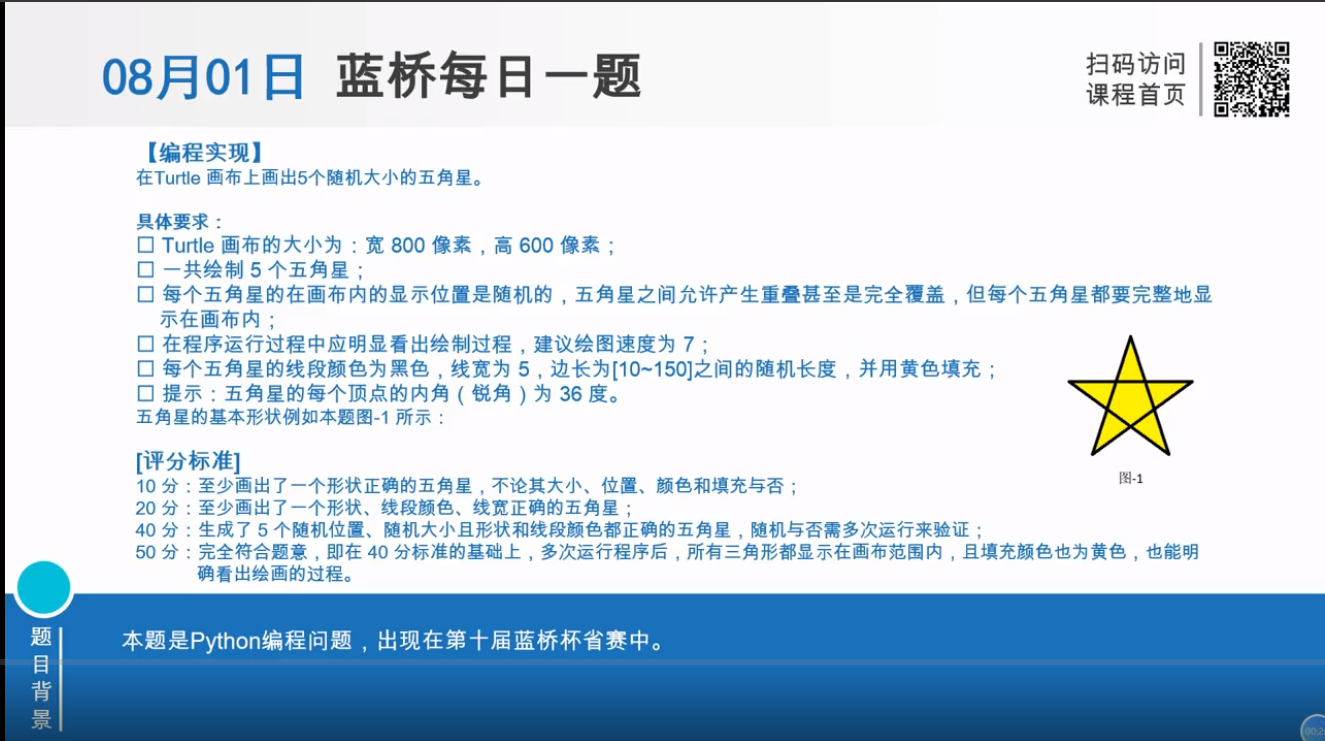 08月01日 蓝桥每日一题
扫码访问
课程首页
【编程实现】
在Turtle 画布上画出5个随机大小的五角星。
具体要求：
□ Turtle 画布的大小为：宽 800 像素，高 600 像素；
□ 一共绘制 5 个五角星；
□ 每个五角星的在画布内的显示位置是随机的，五角星之间允许产生重叠甚至是完全覆盖，但每个五角星都要完整地显
示在画布内；
□ 在程序运行过程中应明显看出绘制过程，建议绘图速度为 7；
□ 每个五角星的线段颜色为黑色，线宽为 5，边长为[10~150]之间的随机长度，并用黄色填充；
□ 提示：五角星的每个顶点的内角（锐角）为 36 度。
五角星的基本形状例如本题图-1 所示：
图-1
[评分标准]
10 分：至少画出了一个形状正确的五角星，不论其大小、位置、颜色和填充与否；
20 分：至少画出了一个形状、线段颜色、线宽正确的五角星；
40 分：生成了 5 个随机位置、随机大小且形状和线段颜色都正确的五角星，随机与否需多次运行来验证；
50 分：完全符合题意，即在 40 分标准的基础上，多次运行程序后，所有三角形都显示在画布范围内，且填充颜色也为黄色，也能明
确看出绘画的过程。
题目背景
本题是Python编程问题，出现在第十届蓝桥杯省赛中。